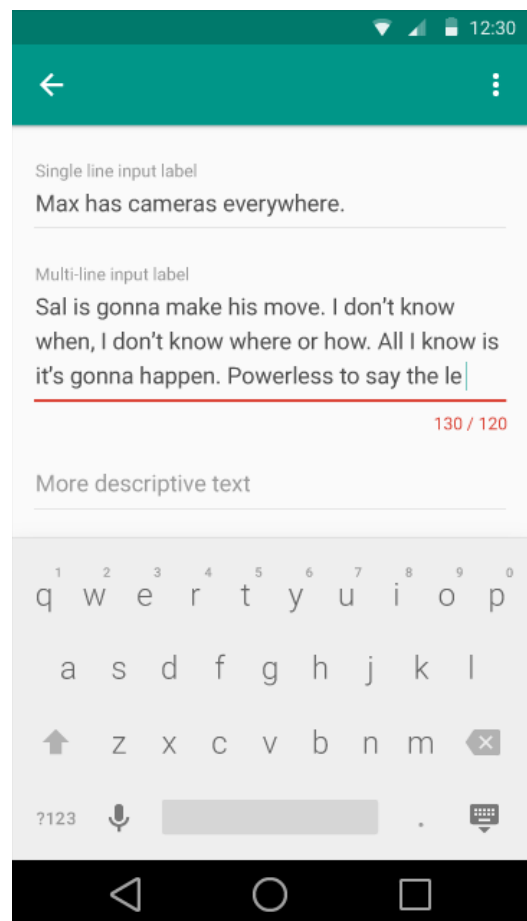 12:30
Single line input label
Max has cameras everywhere.
Multi-line input label
Sal is gonna make his move. I don't know
when, I don't know where or how. All I know is
it's gonna happen. Powerless to say the le
130 / 120
More descriptive text
1 2 3 4 5 6 7 8 9 0
q w e r t y u i o p
a s d f g h j k l
z x c v b n m
?123 .